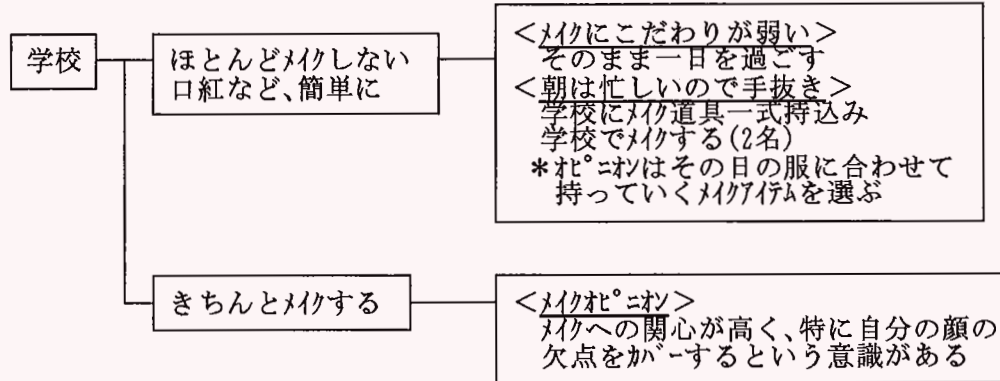 学校
ほとんどﾒｲｸしない
口紅など、簡単に
＜ﾒｲｸにこだわりが弱い＞
そのまま一日を過ごす
＜朝は忙しいので手抜き＞
学校にﾒｲｸ道具一式持込み
学校でﾒｲｸする(2名)
＊ｵﾋﾟﾆｵﾝはその日の服に合わせて
持っていくﾒｲｸｱｲﾃﾑを選ぶ
きちんとﾒｲｸする
＜ﾒｲｸｵﾋﾟﾆｵﾝ＞
ﾒｲｸへの関心が高く、特に自分の顔の
欠点をｶﾊﾞｰするという意識がある